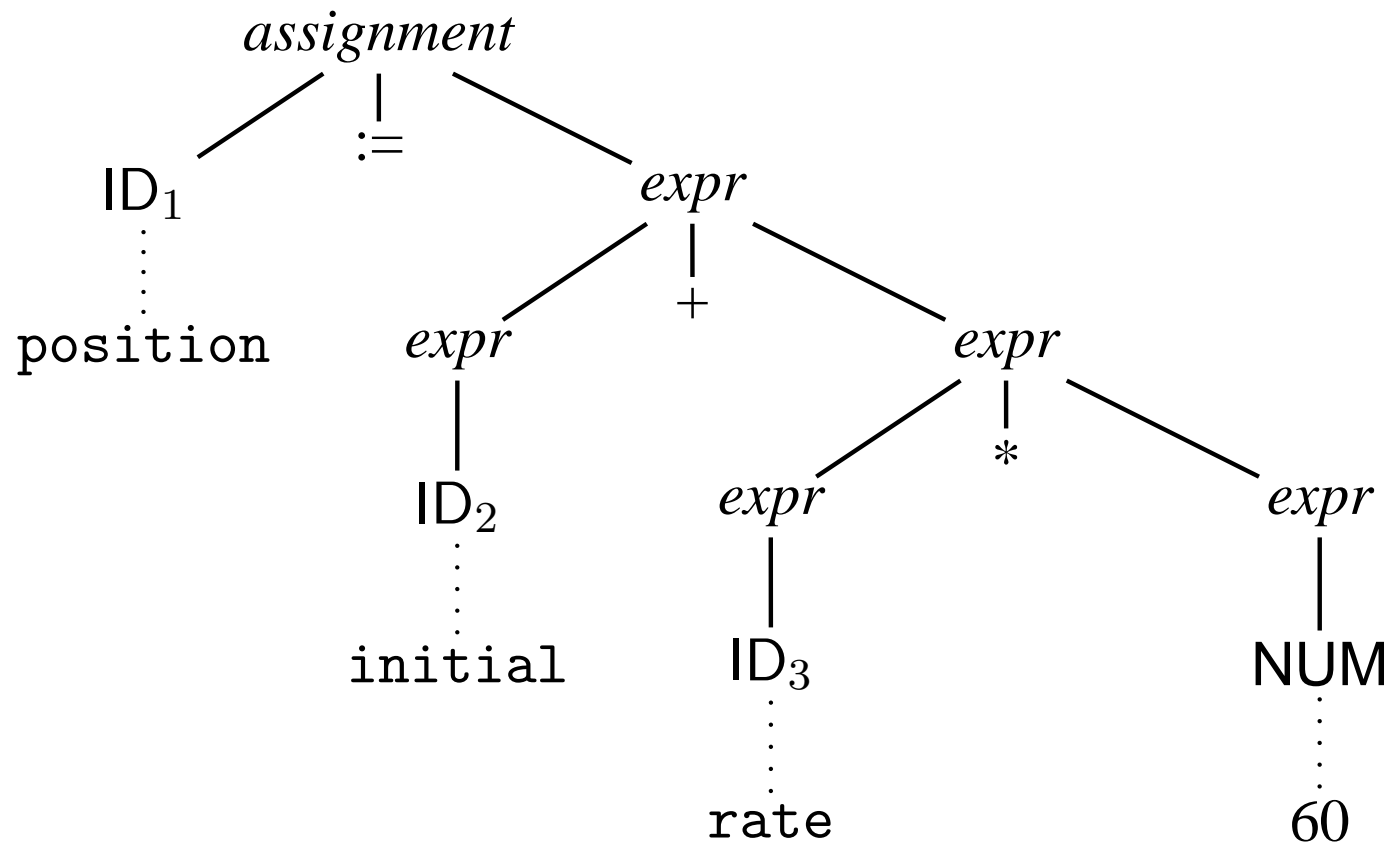 assignment
:=
ID₁
expr
position
+
expr
expr
*
ID₂
expr
expr
initial
ID₃
NUM
rate
60